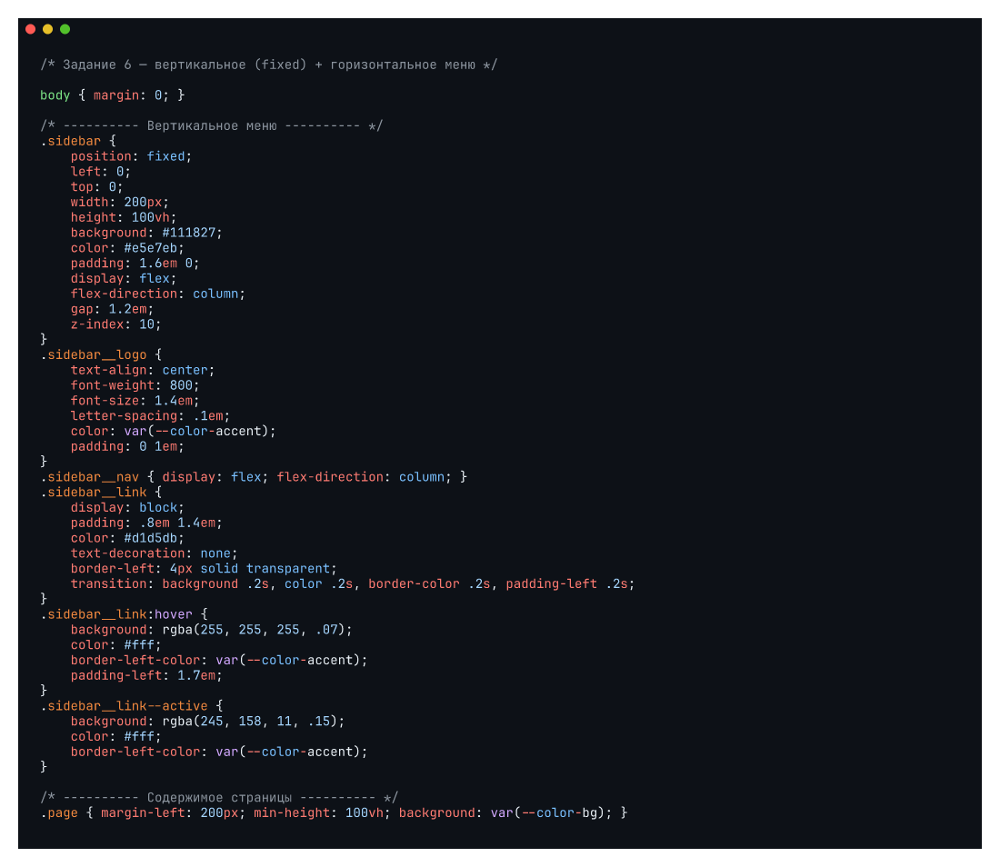 /* Задание 6 — вертикальное (fixed) + горизонтальное меню */

body { margin: 0; }

/* ---------- Вертикальное меню ---------- */
.sidebar {
    position: fixed;
    left: 0;
    top: 0;
    width: 200px;
    height: 100vh;
    background: #111827;
    color: #e5e7eb;
    padding: 1.6em 0;
    display: flex;
    flex-direction: column;
    gap: 1.2em;
    z-index: 10;
}
.sidebar__logo {
    text-align: center;
    font-weight: 800;
    font-size: 1.4em;
    letter-spacing: .1em;
    color: var(--color-accent);
    padding: 0 1em;
}
.sidebar__nav { display: flex; flex-direction: column; }
.sidebar__link {
    display: block;
    padding: .8em 1.4em;
    color: #d1d5db;
    text-decoration: none;
    border-left: 4px solid transparent;
    transition: background .2s, color .2s, border-color .2s, padding-left .2s;
}
.sidebar__link:hover {
    background: rgba(255, 255, 255, .07);
    color: #fff;
    border-left-color: var(--color-accent);
    padding-left: 1.7em;
}
.sidebar__link--active {
    background: rgba(245, 158, 11, .15);
    color: #fff;
    border-left-color: var(--color-accent);
}

/* ---------- Содержимое страницы ---------- */
.page { margin-left: 200px; min-height: 100vh; background: var(--color-bg); }